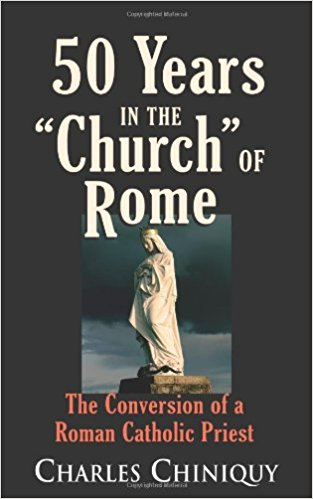 50 Years
IN THE
"Church" OF
Rome
The Conversion of a
Roman Catholic Priest
CHARLES CHINIQUY